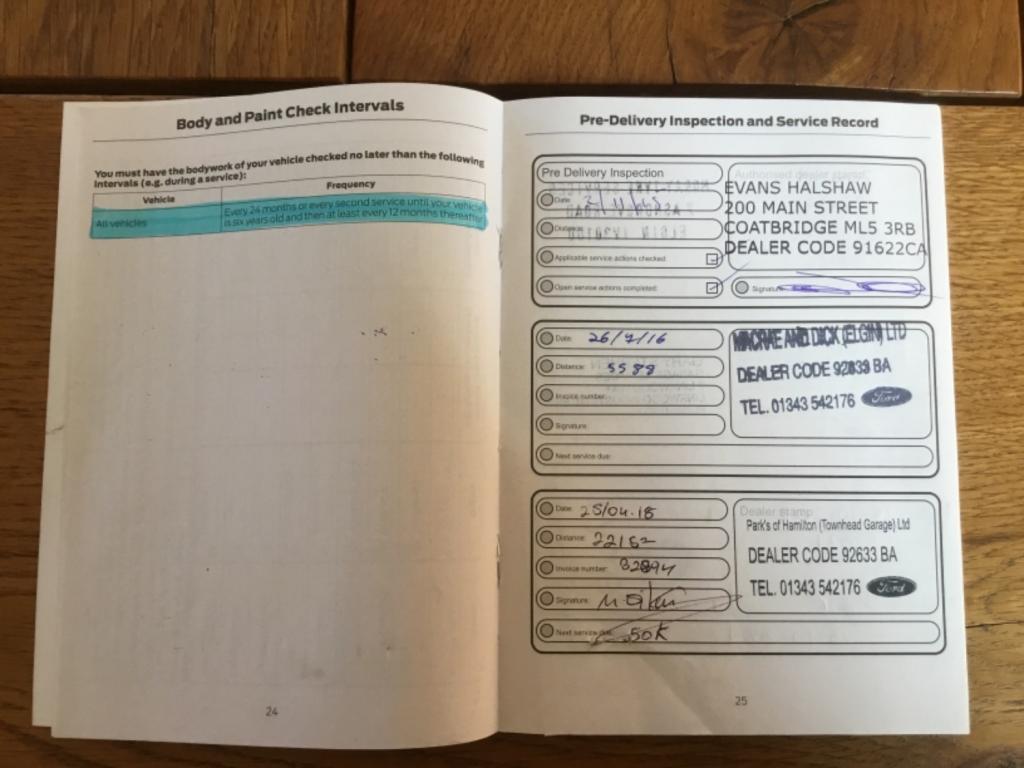 Body and Paint Check Intervals
You must have the bodywork of your vehicle checked no later than the following
intervals (e.g. during a service):
Vehicle Frequency
All vehicles Every 24 months or every second service until your vehicle
is six years old and then at least every 12 months thereafter
24
Pre-Delivery Inspection and Service Record
Pre Delivery Inspection
Date:
Distance:
Applicable service actions checked:
Open service actions completed:
Authorised dealer stamp
EVANS HALSHAW
200 MAIN STREET
COATBRIDGE ML5 3RB
DEALER CODE 91622CA
Signature
Date: 26/7/16
Distance: 5588
Invoice number:
Signature:
Next service due:
MACRAE AND DICK (ELGIN) LTD
DEALER CODE 92633 BA
TEL. 01343 542176 Ford
Date: 25/04.18
Distance: 22152
Invoice number:
Signature:
Next service due: 50K
Dealer stamp
Park's of Hamilton (Townhead Garage) Ltd
DEALER CODE 92633 BA
TEL. 01343 542176 Ford
25